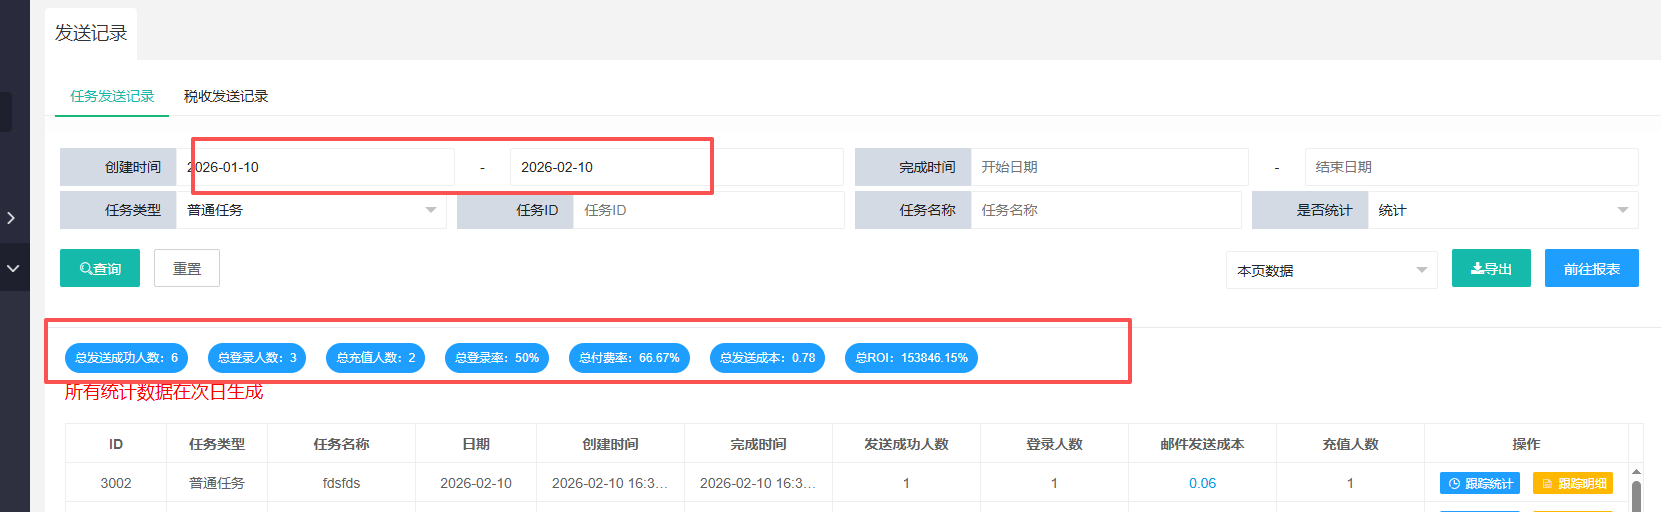 发送记录
任务发送记录 税收发送记录
创建时间 2026-01-10 - 2026-02-10 完成时间 开始日期 - 结束日期
任务类型 普通任务 任务ID 任务ID 任务名称 任务名称 是否统计 统计
查询 重置 本页数据 导出 前往报表
总发送成功人数：6 总登录人数：3 总充值人数：2 总登录率：50% 总付费率：66.67% 总发送成本：0.78 总ROI：153846.15%
所有统计数据在次日生成
ID 任务类型 任务名称 日期 创建时间 完成时间 发送成功人数 登录人数 邮件发送成本 充值人数 操作
3002 普通任务 fdsfds 2026-02-10 2026-02-10 16:3... 2026-02-10 16:3... 1 1 0.06 1 跟踪统计 跟踪明细